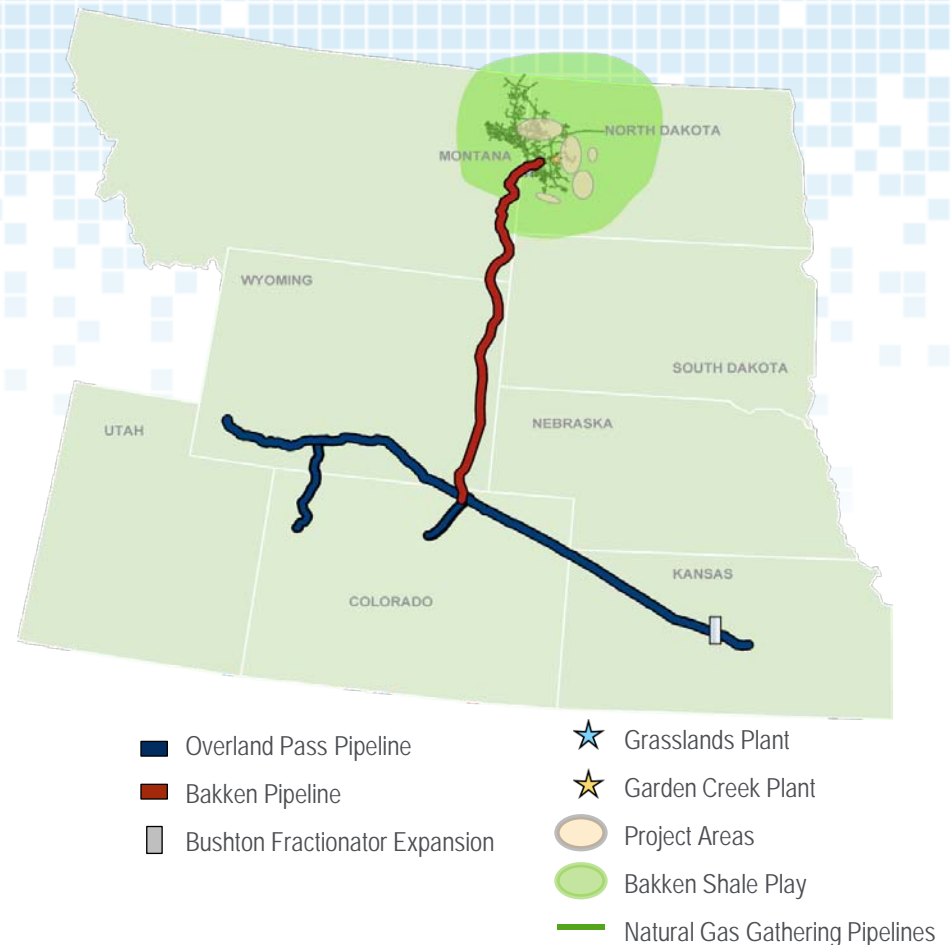 NORTH DAKOTA
MONTANA
WYOMING
SOUTH DAKOTA
NEBRASKA
UTAH
KANSAS
COLORADO
Overland Pass Pipeline
Bakken Pipeline
Bushton Fractionator Expansion
Grasslands Plant
Garden Creek Plant
Project Areas
Bakken Shale Play
Natural Gas Gathering Pipelines